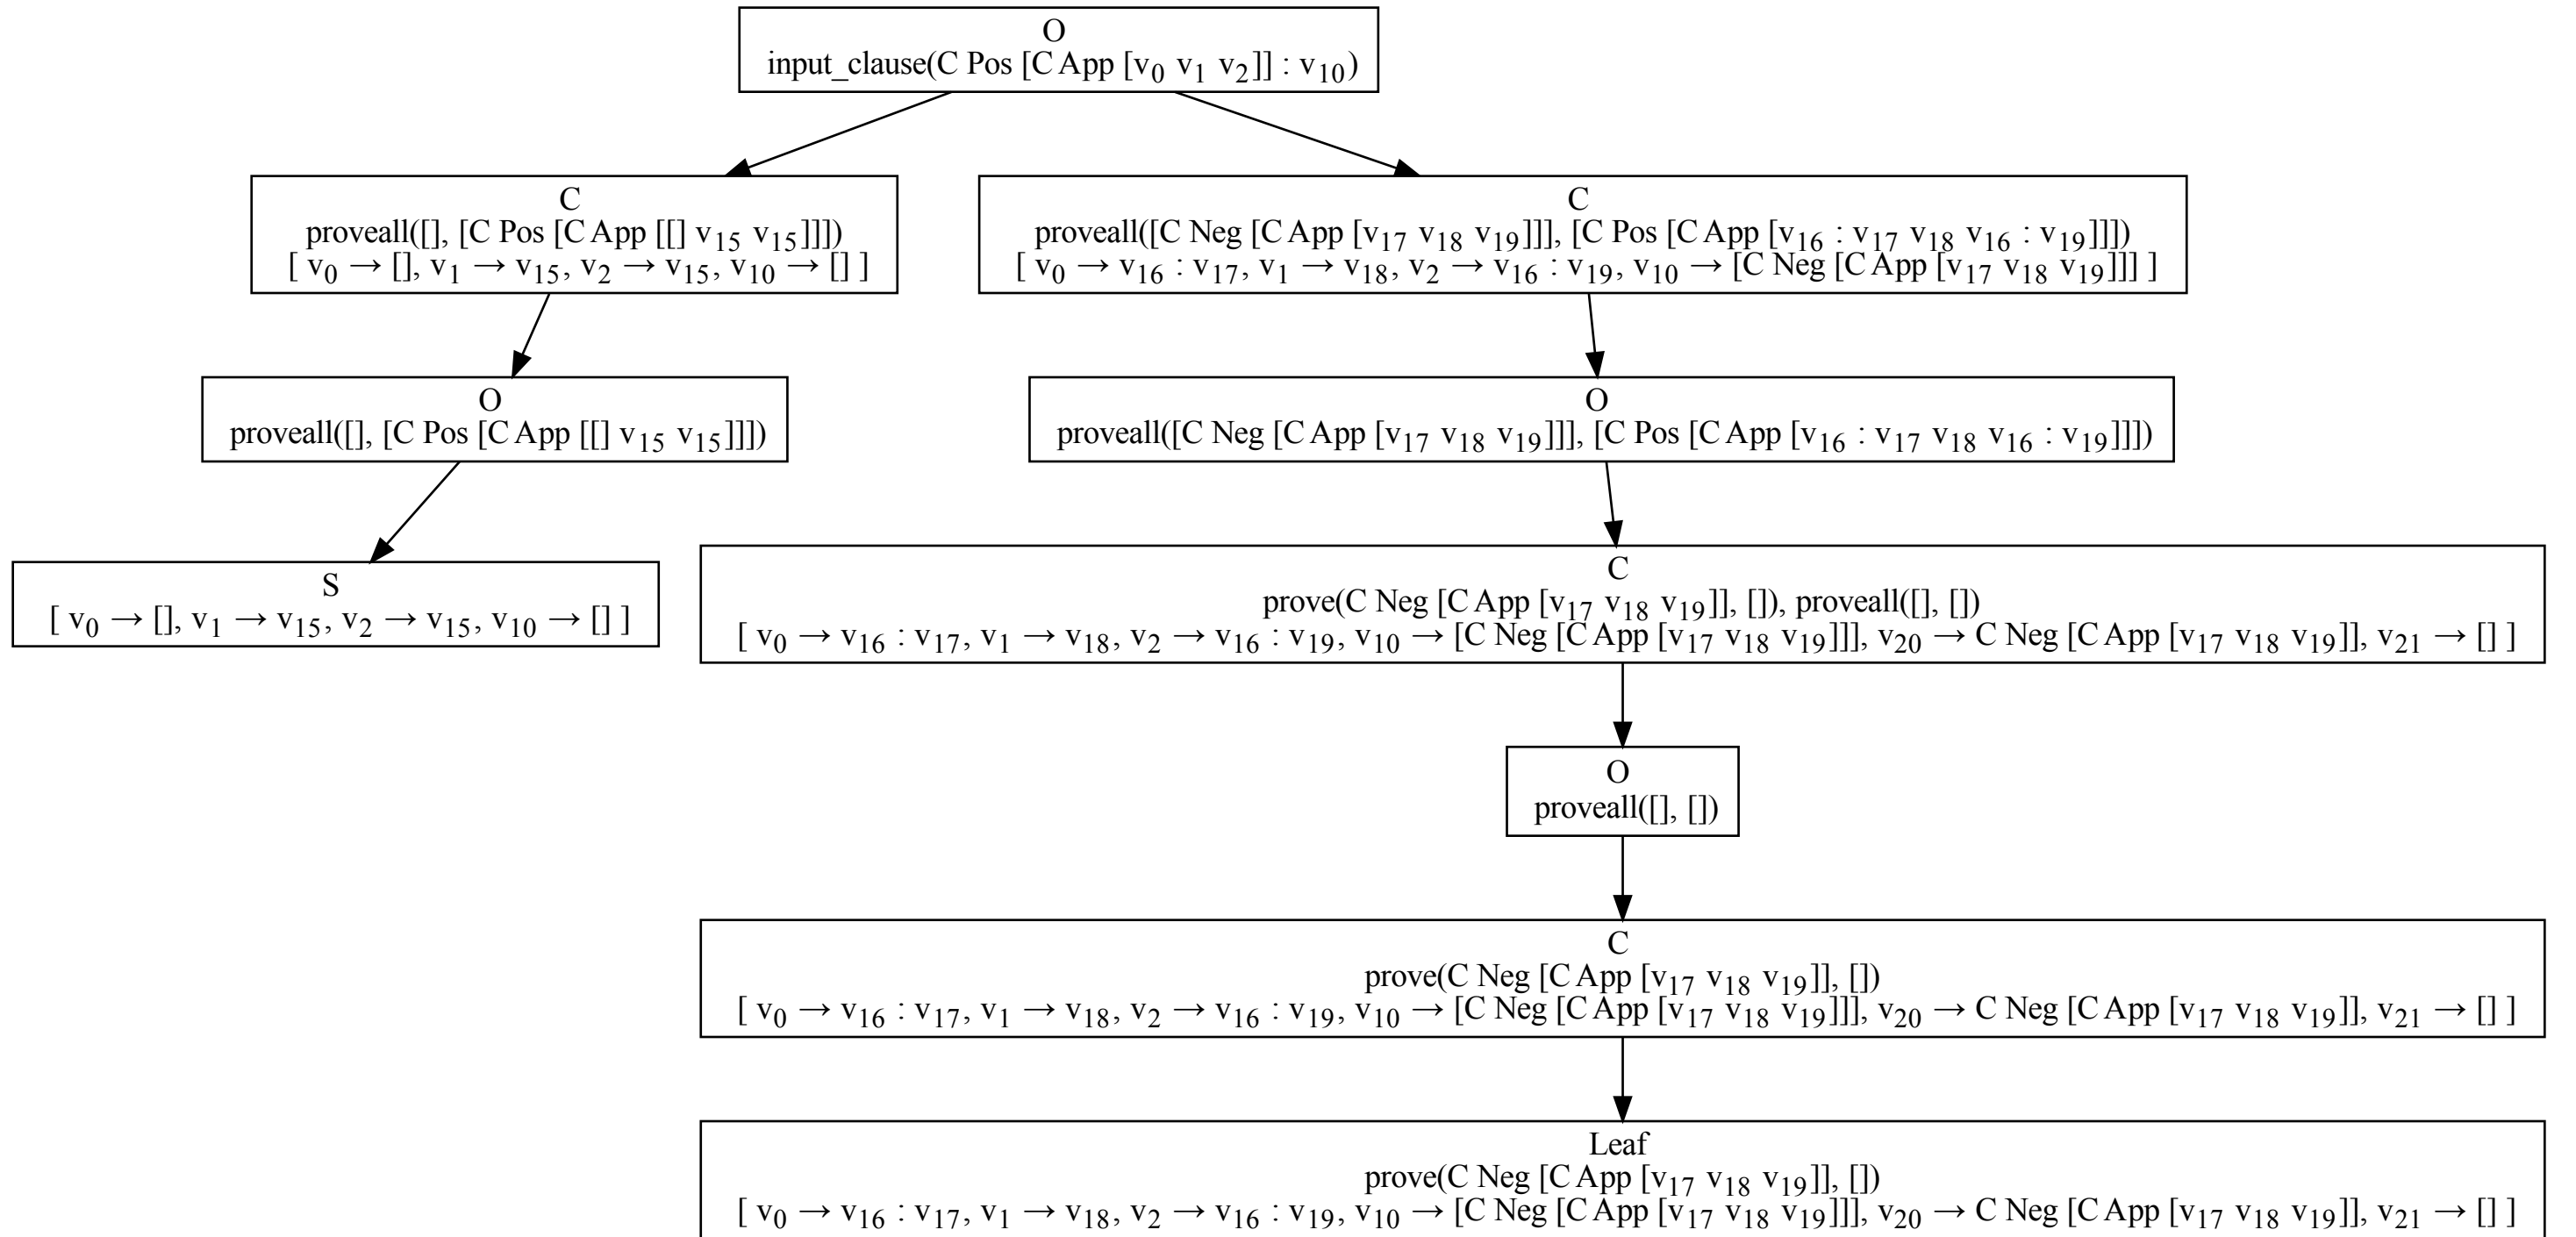 O
input_clause(C Pos [C App [v₀ v₁ v₂]] : v₁₀)
C
proveall([], [C Pos [C App [[] v₁₅ v₁₅]]])
[ v₀ → [], v₁ → v₁₅, v₂ → v₁₅, v₁₀ → [] ]
C
proveall([C Neg [C App [v₁₇ v₁₈ v₁₉]]], [C Pos [C App [v₁₆ : v₁₇ v₁₈ v₁₆ : v₁₉]]])
[ v₀ → v₁₆ : v₁₇, v₁ → v₁₈, v₂ → v₁₆ : v₁₉, v₁₀ → [C Neg [C App [v₁₇ v₁₈ v₁₉]]] ]
O
proveall([], [C Pos [C App [[] v₁₅ v₁₅]]])
O
proveall([C Neg [C App [v₁₇ v₁₈ v₁₉]]], [C Pos [C App [v₁₆ : v₁₇ v₁₈ v₁₆ : v₁₉]]])
S
[ v₀ → [], v₁ → v₁₅, v₂ → v₁₅, v₁₀ → [] ]
C
prove(C Neg [C App [v₁₇ v₁₈ v₁₉]], []), proveall([], [])
[ v₀ → v₁₆ : v₁₇, v₁ → v₁₈, v₂ → v₁₆ : v₁₉, v₁₀ → [C Neg [C App [v₁₇ v₁₈ v₁₉]]], v₂₀ → C Neg [C App [v₁₇ v₁₈ v₁₉]], v₂₁ → [] ]
O
proveall([], [])
C
prove(C Neg [C App [v₁₇ v₁₈ v₁₉]], [])
[ v₀ → v₁₆ : v₁₇, v₁ → v₁₈, v₂ → v₁₆ : v₁₉, v₁₀ → [C Neg [C App [v₁₇ v₁₈ v₁₉]]], v₂₀ → C Neg [C App [v₁₇ v₁₈ v₁₉]], v₂₁ → [] ]
Leaf
prove(C Neg [C App [v₁₇ v₁₈ v₁₉]], [])
[ v₀ → v₁₆ : v₁₇, v₁ → v₁₈, v₂ → v₁₆ : v₁₉, v₁₀ → [C Neg [C App [v₁₇ v₁₈ v₁₉]]], v₂₀ → C Neg [C App [v₁₇ v₁₈ v₁₉]], v₂₁ → [] ]